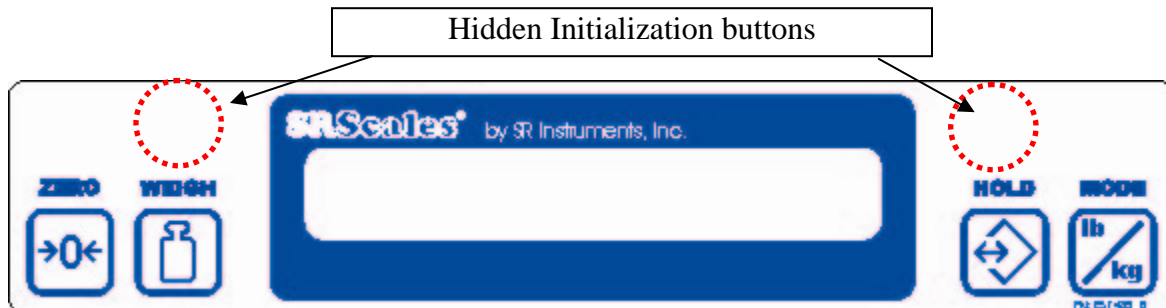 Hidden Initialization buttons
SRScales® by SR Instruments, Inc.
ZERO WEIGH HOLD MODE
→0← lb/kg